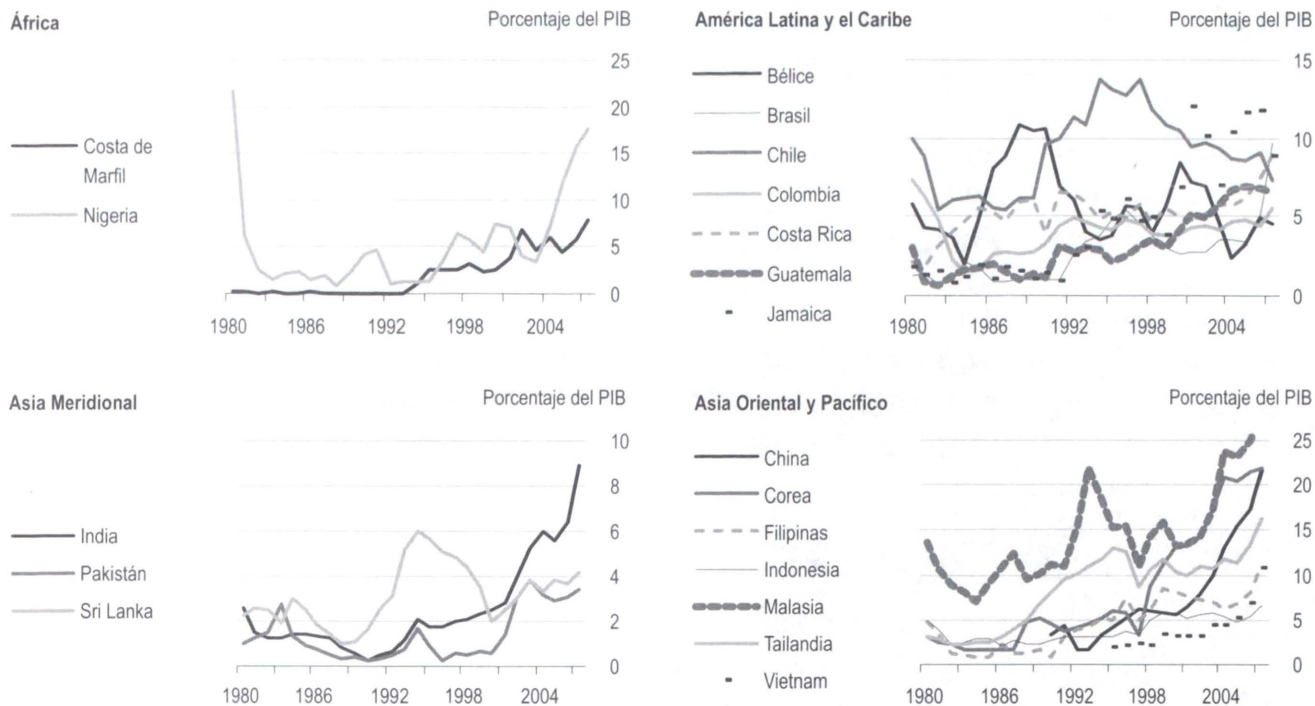 África
Porcentaje del PIB
25
20
15
10
5
0
Costa de
Marfil
Nigeria
1980 1986 1992 1998 2004
América Latina y el Caribe
Porcentaje del PIB
15
10
5
0
Bélice
Brasil
Chile
Colombia
Costa Rica
Guatemala
Jamaica
1980 1986 1992 1998 2004
Asia Meridional
Porcentaje del PIB
10
8
6
4
2
0
India
Pakistán
Sri Lanka
1980 1986 1992 1998 2004
Asia Oriental y Pacífico
Porcentaje del PIB
25
20
15
10
5
0
China
Corea
Filipinas
Indonesia
Malasia
Tailandia
Vietnam
1980 1986 1992 1998 2004